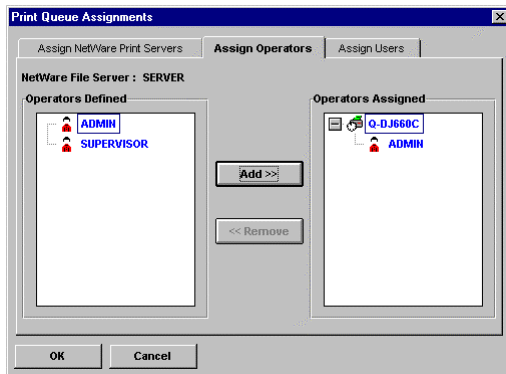 Print Queue Assignments
Assign NetWare Print Servers
Assign Operators
Assign Users
NetWare File Server : SERVER
Operators Defined
Operators Assigned
ADMIN
SUPERVISOR
Q-DJ660C
ADMIN
Add >>
<< Remove
OK
Cancel